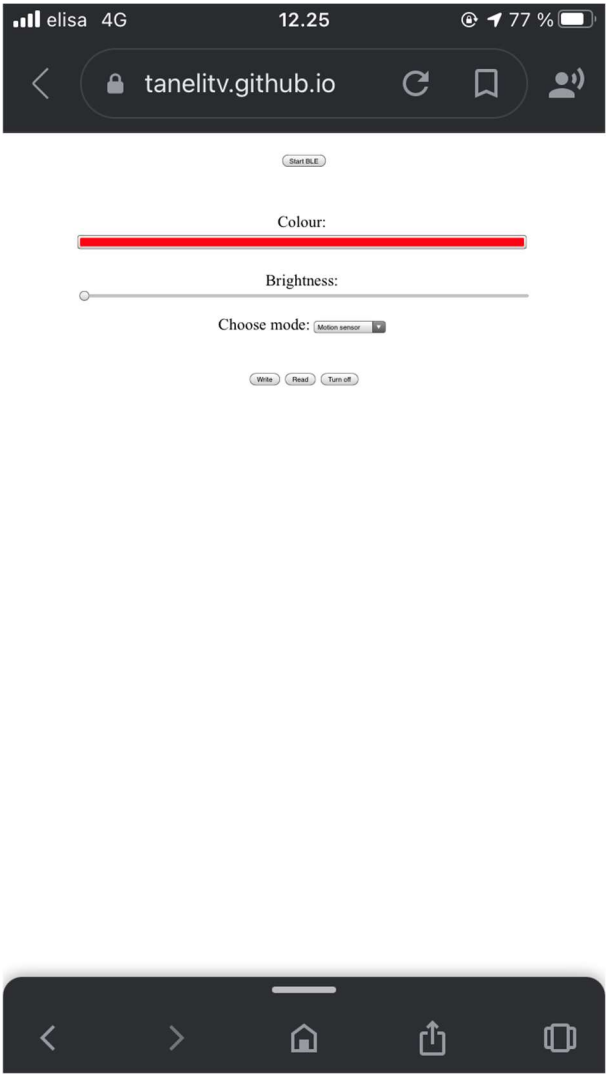 elisa 4G 12.25 77 %
tanelitv.github.io
Start BLE
Colour:
Brightness:
Choose mode: Motion sensor
Write Read Turn off